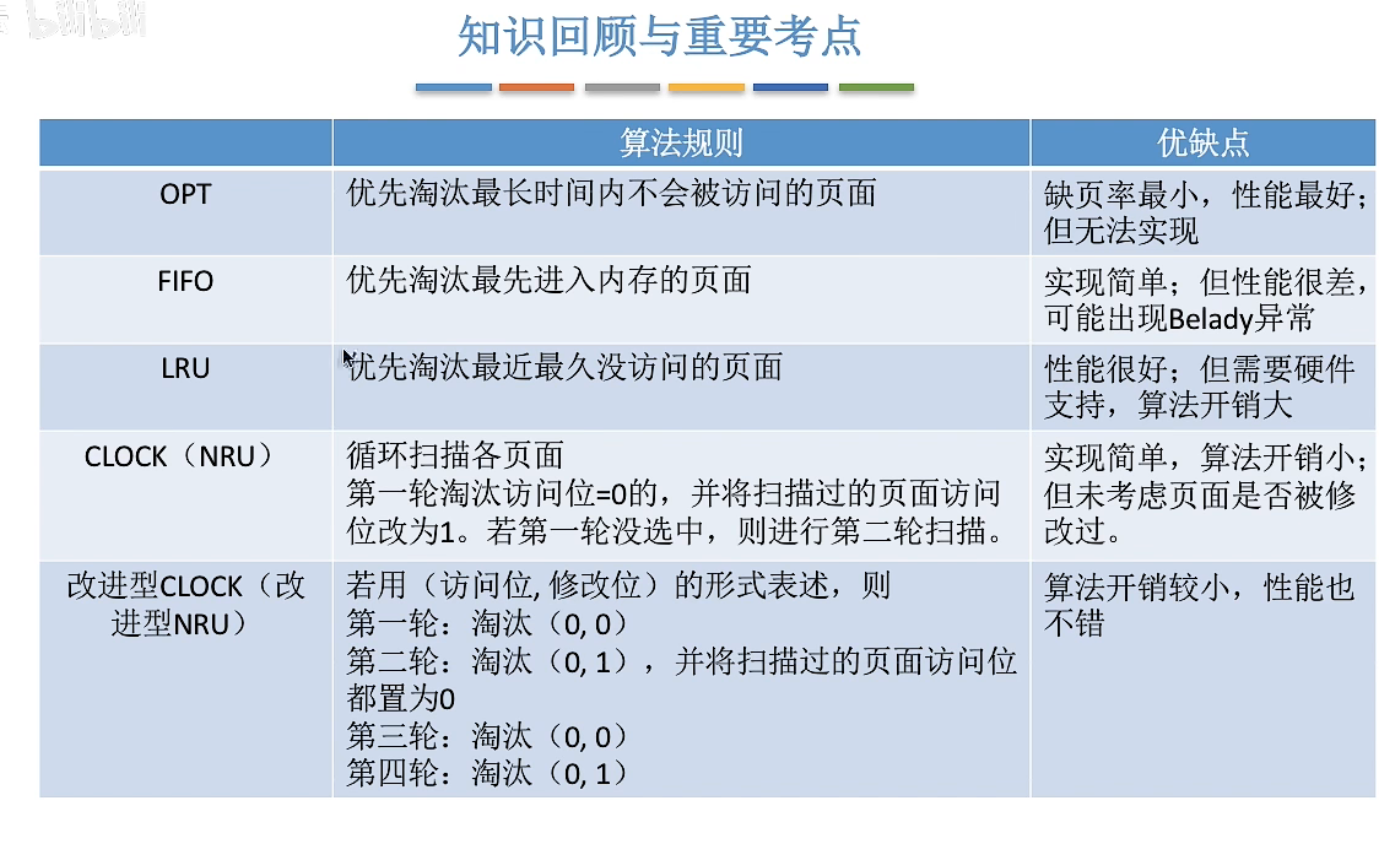 bilibili
知识回顾与重要考点
算法规则
优缺点
OPT
优先淘汰最长时间内不会被访问的页面
缺页率最小，性能最好；
但无法实现
FIFO
优先淘汰最先进入内存的页面
实现简单；但性能很差，
可能出现Belady异常
LRU
优先淘汰最近最久没访问的页面
性能很好；但需要硬件
支持，算法开销大
CLOCK（NRU）
循环扫描各页面
第一轮淘汰访问位=0的，并将扫描过的页面访问
位改为1。若第一轮没选中，则进行第二轮扫描。
实现简单，算法开销小；
但未考虑页面是否被修
改过。
改进型CLOCK（改
进型NRU）
若用（访问位, 修改位）的形式表述，则
第一轮：淘汰（0, 0）
第二轮：淘汰（0, 1），并将扫描过的页面访问位
都置为0
第三轮：淘汰（0, 0）
第四轮：淘汰（0, 1）
算法开销较小，性能也
不错